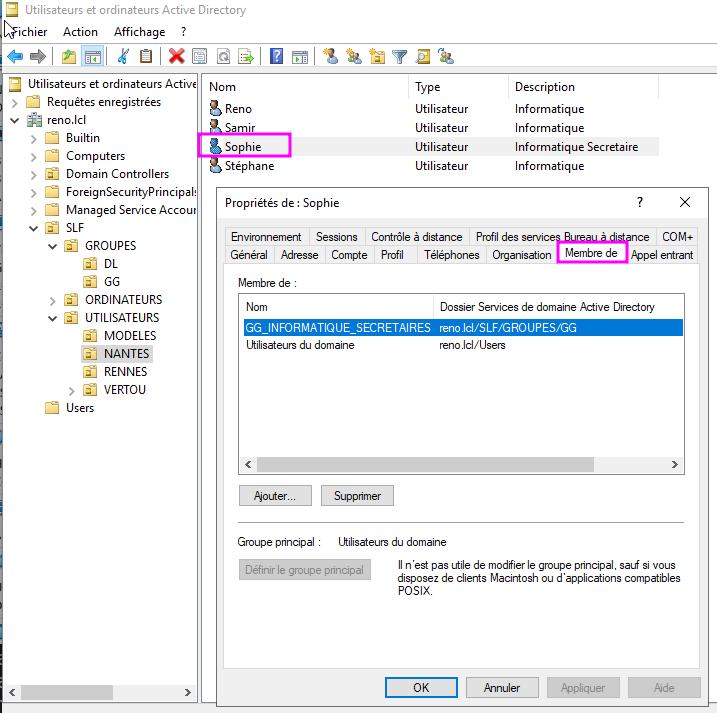 Utilisateurs et ordinateurs Active Directory
Fichier Action Affichage ?
Utilisateurs et ordinateurs Active
Requêtes enregistrées
reno.lcl
Builtin
Computers
Domain Controllers
ForeignSecurityPrincipals
Managed Service Accour
SLF
GROUPES
DL
GG
ORDINATEURS
UTILISATEURS
MODELES
NANTES
RENNES
VERTOU
Users
Nom Type Description
Reno Utilisateur Informatique
Samir Utilisateur Informatique
Sophie Utilisateur Informatique Secretaire
Stéphane Utilisateur Informatique
Propriétés de : Sophie ?
Environnement Sessions Contrôle à distance Profil des services Bureau à distance COM+
Général Adresse Compte Profil Téléphones Organisation Membre de Appel entrant
Membre de :
Nom Dossier Services de domaine Active Directory
GG_INFORMATIQUE_SECRETAIRES reno.lcl/SLF/GROUPES/GG
Utilisateurs du domaine reno.lcl/Users
Ajouter... Supprimer
Groupe principal : Utilisateurs du domaine
Définir le groupe principal
Il n'est pas utile de modifier le groupe principal, sauf si vous
disposez de clients Macintosh ou d'applications compatibles
POSIX.
OK Annuler Appliquer Aide